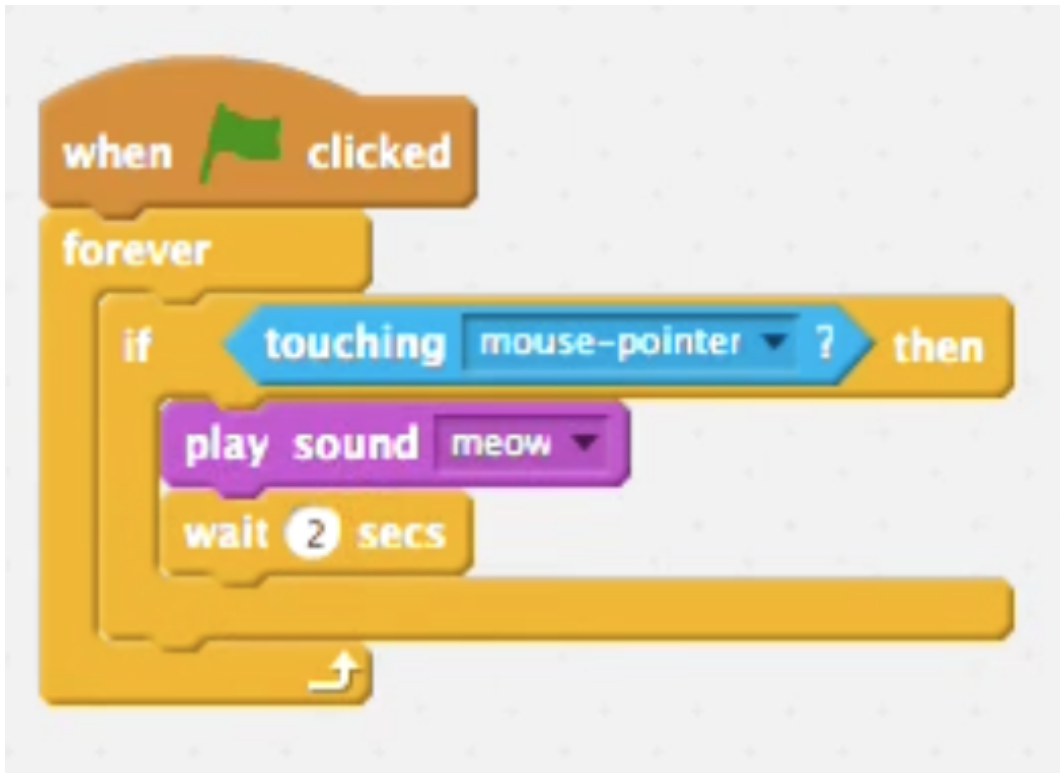 when clicked
forever
if touching mouse-pointer ? then
play sound meow
wait 2 secs